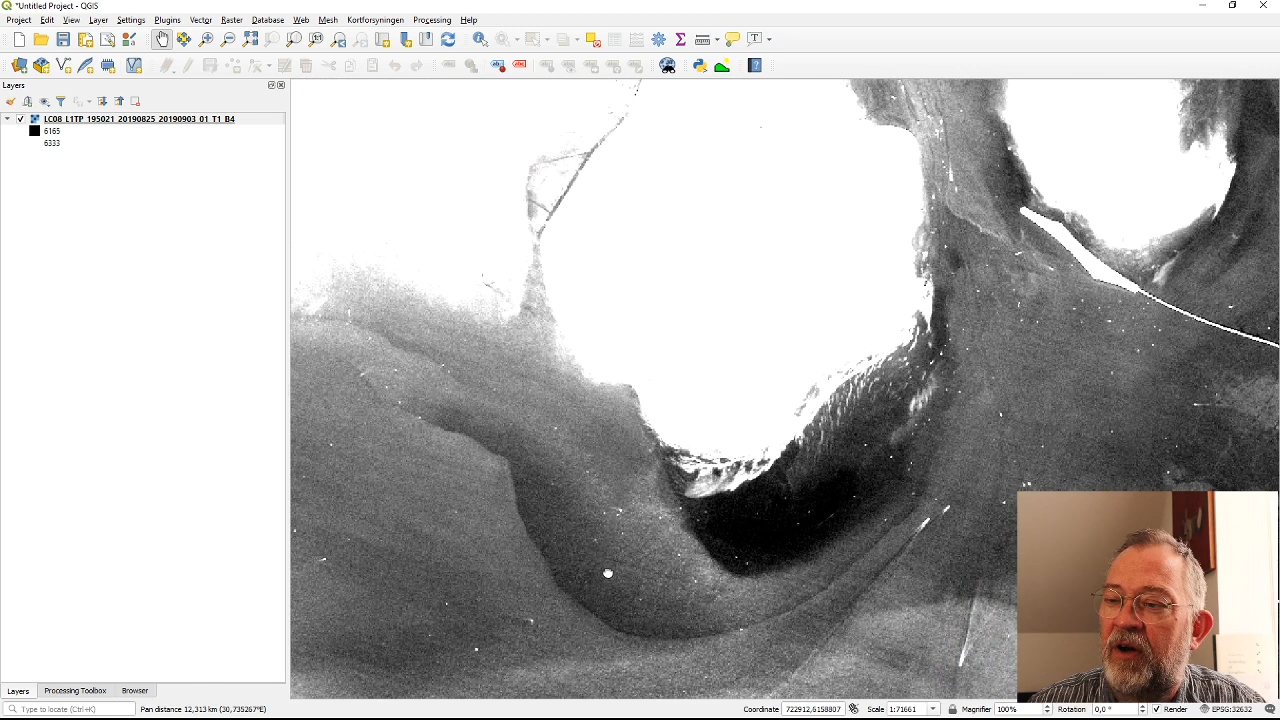 *Untitled Project - QGIS
Project Edit View Layer Settings Plugins Vector Raster Database Web Mesh Kortforsyningen Processing Help
Layers
LC08_L1TP_195021_20190825_20190903_01_T1_B4
6165
6333
Layers Processing Toolbox Browser
Type to locate (Ctrl+K) Pan distance 12,313 km (30,735267°E) Coordinate 722912,6158807 Scale 1:71661 Magnifier 100% Rotation 0,0 ° Render EPSG:32632